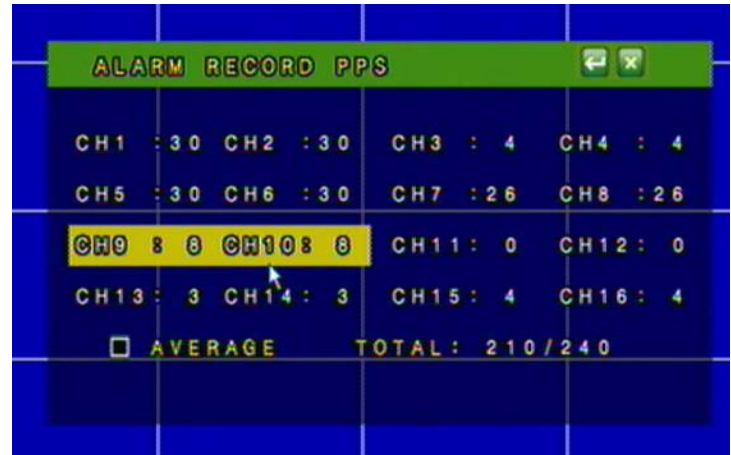 ALARM RECORD PPS
CH1 :30 CH2 :30 CH3 : 4 CH4 : 4
CH5 :30 CH6 :30 CH7 :26 CH8 :26
CH9 : 8 CH10: 8 CH11: 0 CH12: 0
CH13: 3 CH14: 3 CH15: 4 CH16: 4
AVERAGE TOTAL: 210/240